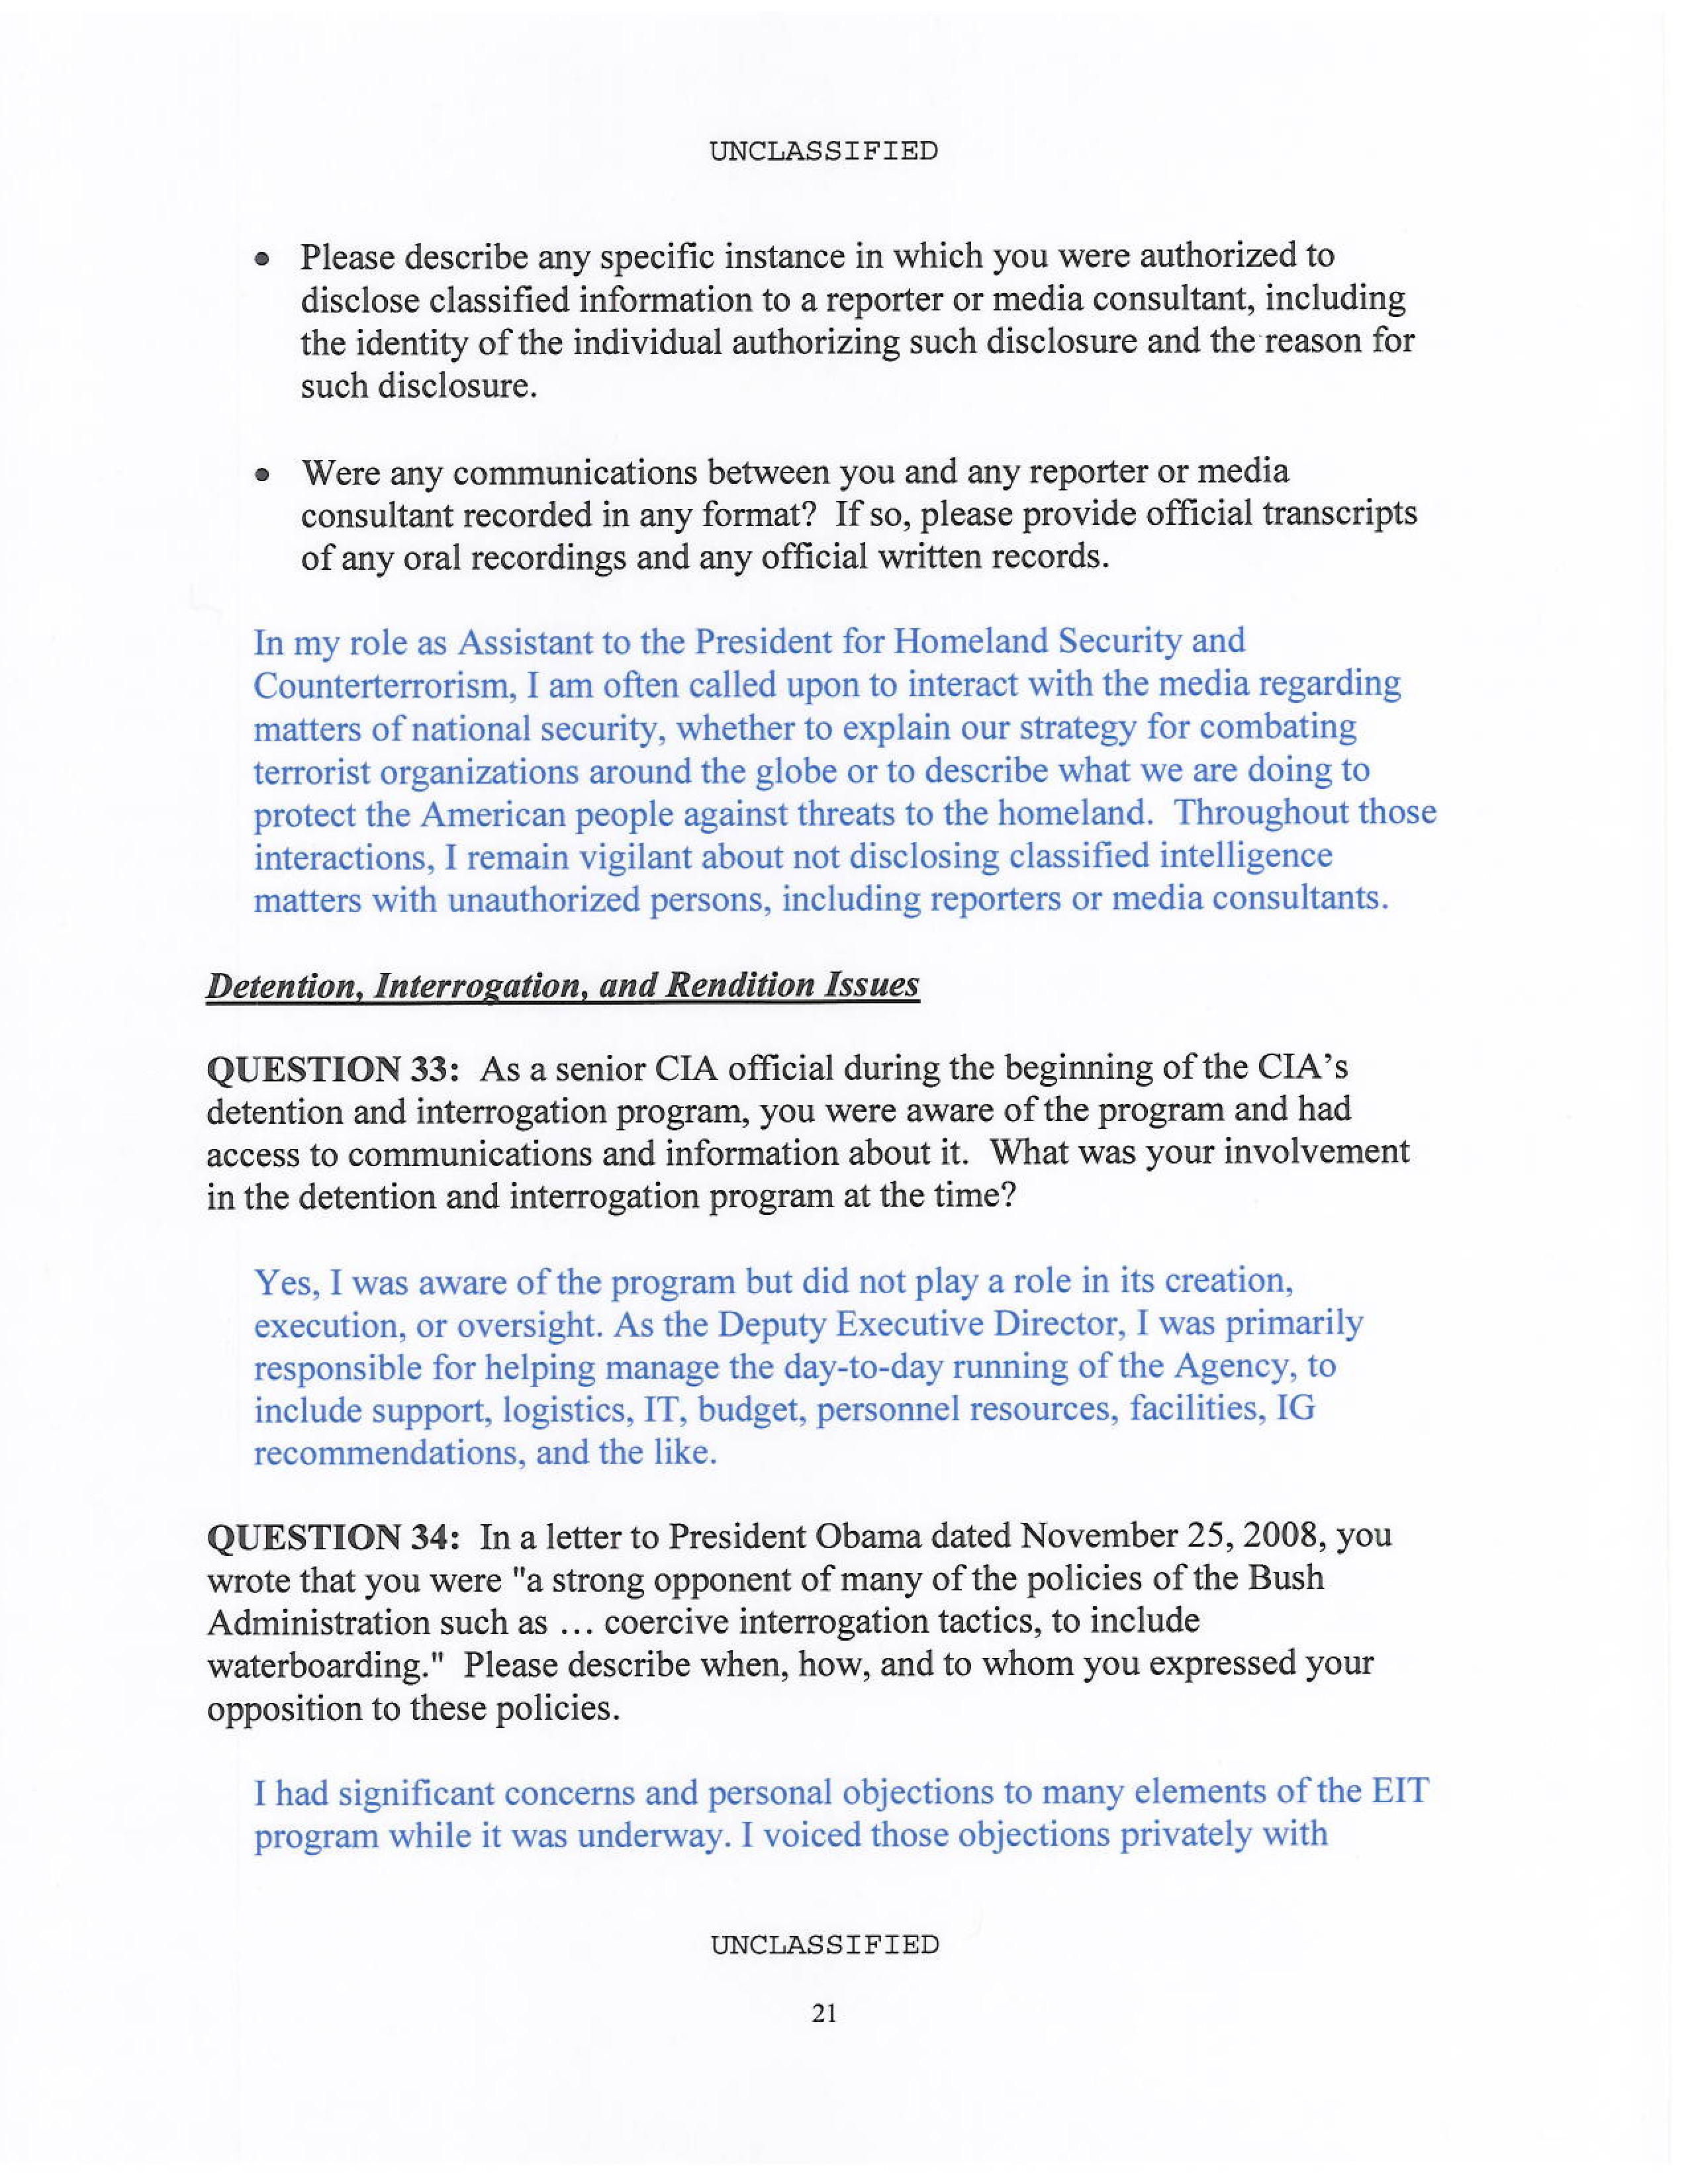 UNCLASSIFIED
• Please describe any specific instance in which you were authorized to
disclose classified information to a reporter or media consultant, including
the identity of the individual authorizing such disclosure and the reason for
such disclosure.
• Were any communications between you and any reporter or media
consultant recorded in any format?  If so, please provide official transcripts
of any oral recordings and any official written records.
In my role as Assistant to the President for Homeland Security and
Counterterrorism, I am often called upon to interact with the media regarding
matters of national security, whether to explain our strategy for combating
terrorist organizations around the globe or to describe what we are doing to
protect the American people against threats to the homeland.  Throughout those
interactions, I remain vigilant about not disclosing classified intelligence
matters with unauthorized persons, including reporters or media consultants.
Detention, Interrogation, and Rendition Issues
QUESTION 33:  As a senior CIA official during the beginning of the CIA's
detention and interrogation program, you were aware of the program and had
access to communications and information about it.  What was your involvement
in the detention and interrogation program at the time?
Yes, I was aware of the program but did not play a role in its creation,
execution, or oversight. As the Deputy Executive Director, I was primarily
responsible for helping manage the day-to-day running of the Agency, to
include support, logistics, IT, budget, personnel resources, facilities, IG
recommendations, and the like.
QUESTION 34:  In a letter to President Obama dated November 25, 2008, you
wrote that you were "a strong opponent of many of the policies of the Bush
Administration such as … coercive interrogation tactics, to include
waterboarding."  Please describe when, how, and to whom you expressed your
opposition to these policies.
I had significant concerns and personal objections to many elements of the EIT
program while it was underway. I voiced those objections privately with
UNCLASSIFIED
21